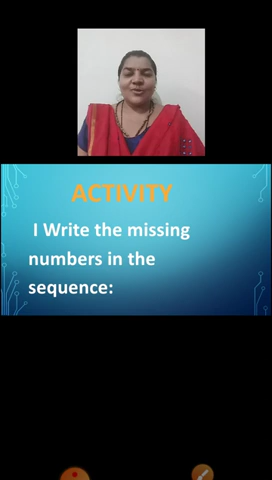 ACTIVITY
I Write the missing
numbers in the
sequence: